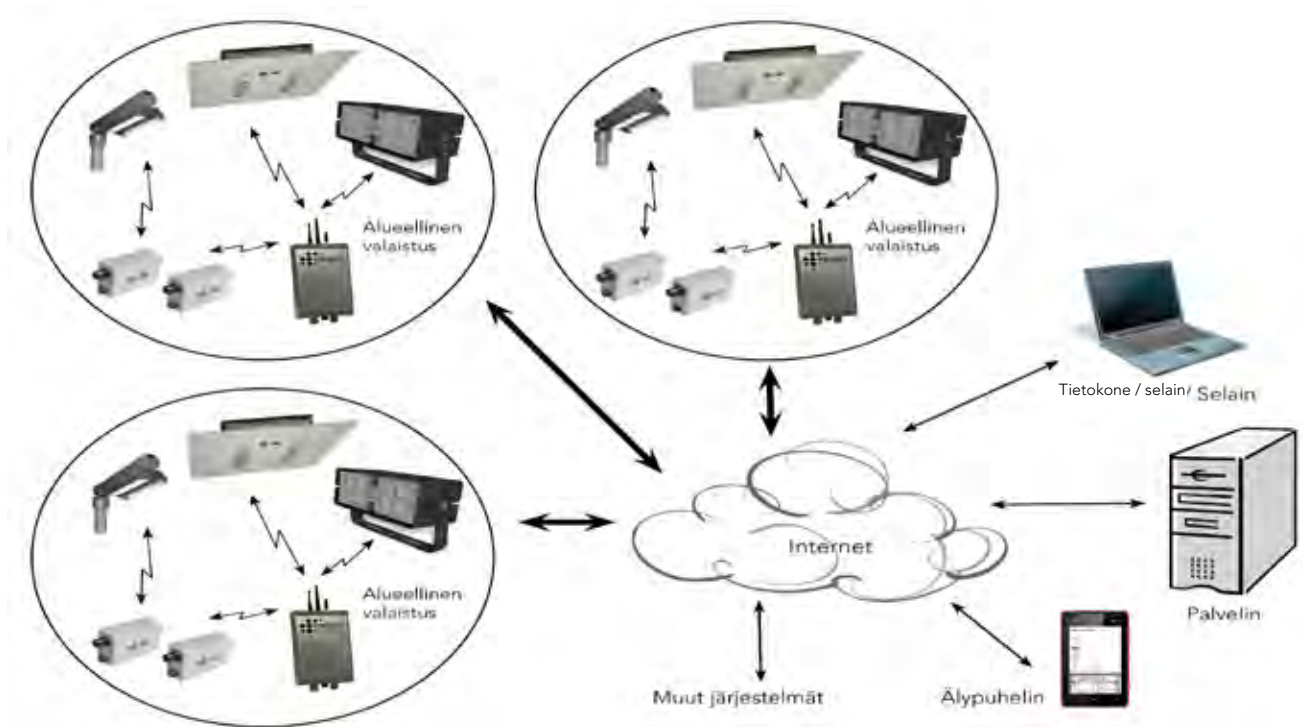 Alueellinen
valaistus
Alueellinen
valaistus
Tietokone / selain/ Selain
Alueellinen
valaistus
Internet
Palvelin
Muut järjestelmät
Älypuhelin